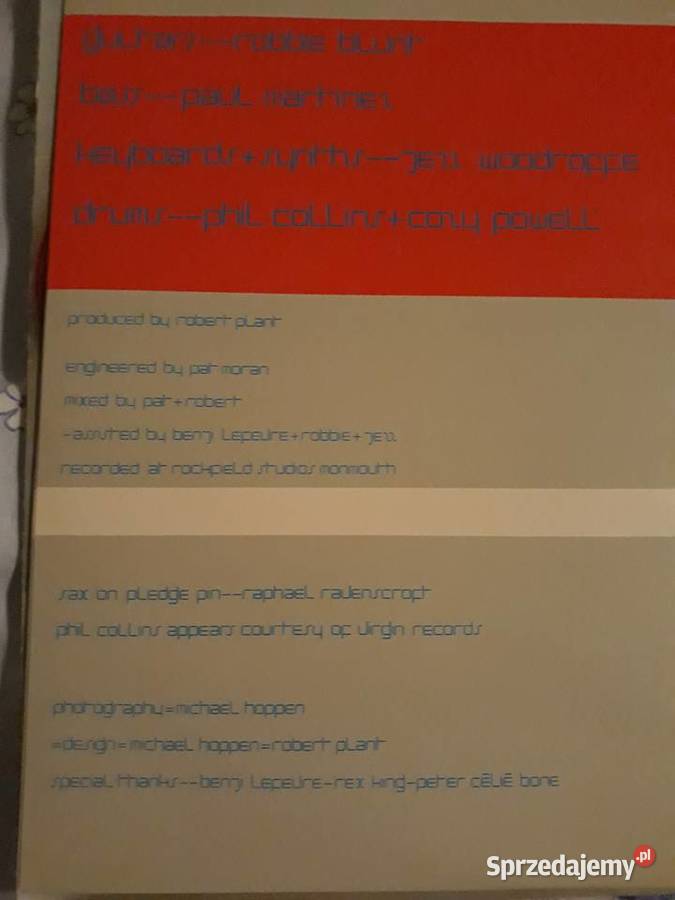 guitars--robbie blunt
bass--paul martinez
keyboards+synths--jezz woodroffe
drums--phil collins+cozy powell
produced by robert plant
engineered by pat moran
mixed by pat+robert
-assisted by benji lefevre+robbie+jezz
recorded at rockfield studios monmouth
sax on pledge pin--raphael ravenscroft
phil collins appears courtesy of virgin records
photography=michael hoppen
=design=michael hoppen=robert plant
special thanks--benji lefevre-rex king-peter bone
Sprzedajemy.pl